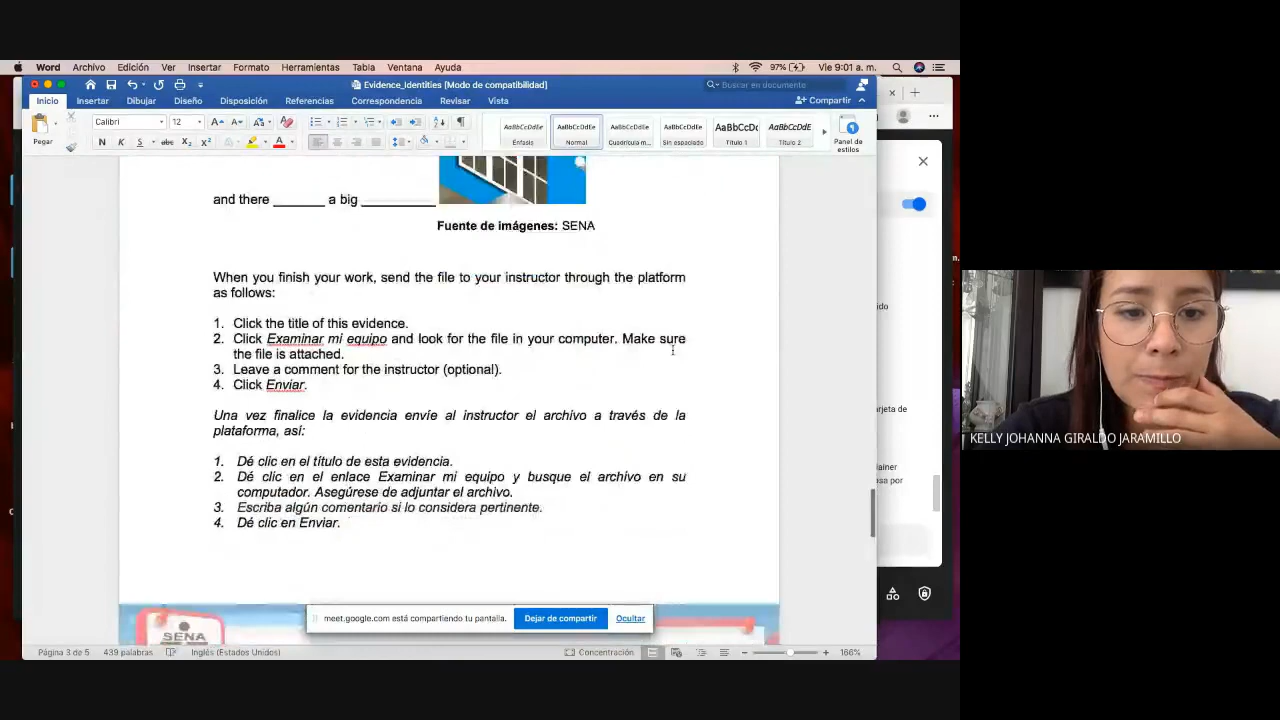 Word Archivo Edición Ver Insertar Formato Herramientas Tabla Ventana Ayuda 97% Vie 9:01 a. m.
Evidence_Identities [Modo de compatibilidad] Buscar en documento
Inicio Insertar Dibujar Diseño Disposición Referencias Correspondencia Revisar Vista Compartir
Pegar Calibri 12 N K S abc X₂ X² A
AaBbCcDdEe AaBbCcDdEe AaBbCcDdEe AaBbCcDdEe AaBbCcDc AaBbCcDdE
Énfasis Normal Cuadrícula m... Sin espaciado Título 1 Título 2 Panel de estilos
and there _______ a big __________
Fuente de imágenes: SENA
When you finish your work, send the file to your instructor through the platform
as follows:
1. Click the title of this evidence.
2. Click Examinar mi equipo and look for the file in your computer. Make sure
the file is attached.
3. Leave a comment for the instructor (optional).
4. Click Enviar.
Una vez finalice la evidencia envíe al instructor el archivo a través de la
plataforma, así:
1. Dé clic en el título de esta evidencia.
2. Dé clic en el enlace Examinar mi equipo y busque el archivo en su
computador. Asegúrese de adjuntar el archivo.
3. Escriba algún comentario si lo considera pertinente.
4. Dé clic en Enviar.
SENA
meet.google.com está compartiendo tu pantalla. Dejar de compartir Ocultar
Página 3 de 5 439 palabras Inglés (Estados Unidos) Concentración 166%
KELLY JOHANNA GIRALDO JARAMILLO